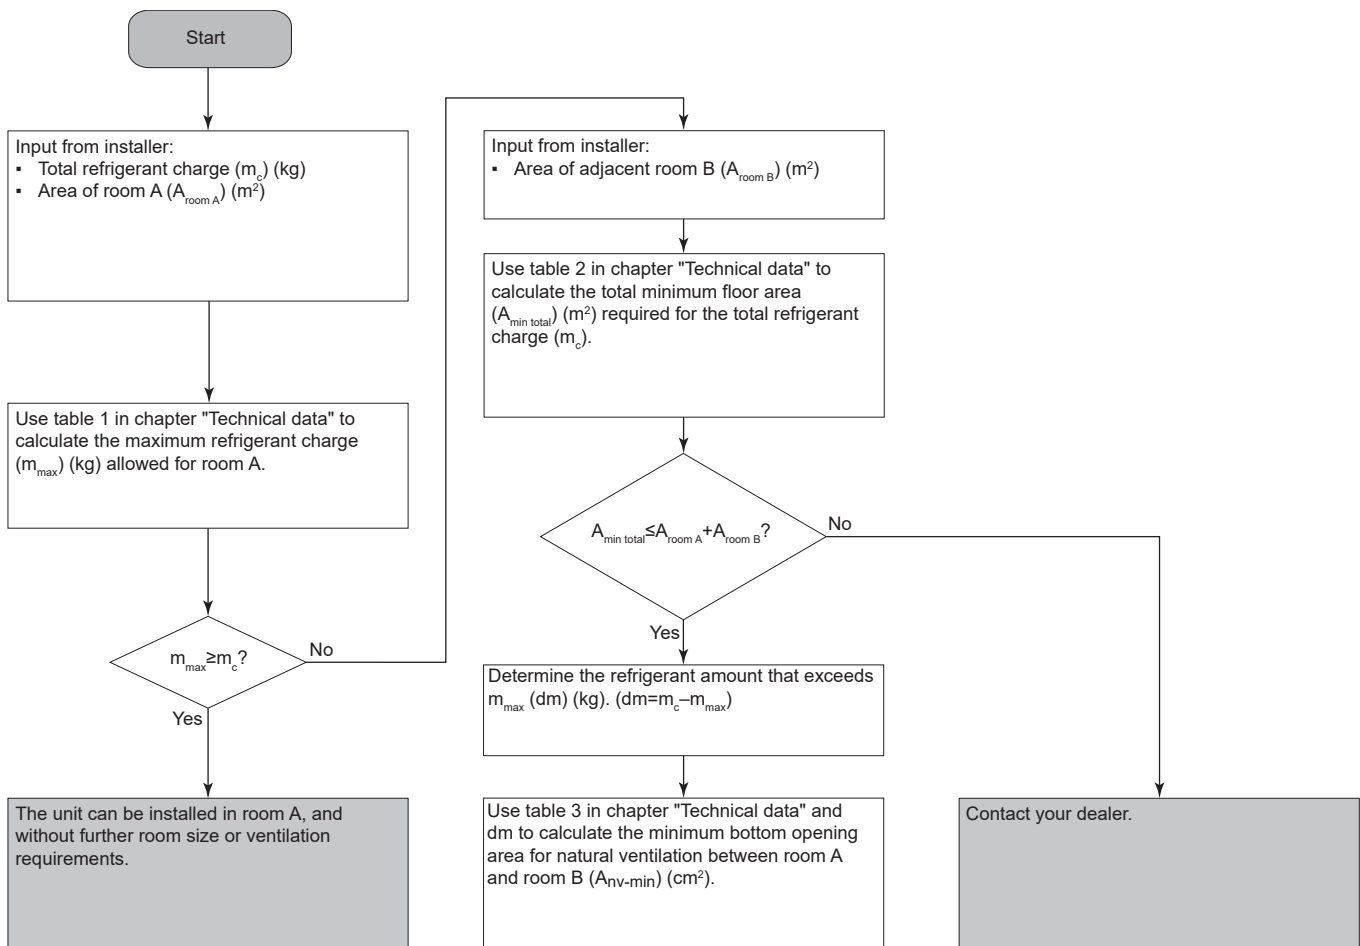 Start
Input from installer:
▪ Total refrigerant charge (mc) (kg)
▪ Area of room A (Aroom A) (m²)
Use table 1 in chapter "Technical data" to
calculate the maximum refrigerant charge
(mmax) (kg) allowed for room A.
mmax≥mc?
No
Yes
The unit can be installed in room A, and
without further room size or ventilation
requirements.
Input from installer:
▪ Area of adjacent room B (Aroom B) (m²)
Use table 2 in chapter "Technical data" to
calculate the total minimum floor area
(Amin total) (m²) required for the total refrigerant
charge (mc).
Amin total≤Aroom A+Aroom B?
No
Yes
Determine the refrigerant amount that exceeds
mmax (dm) (kg). (dm=mc–mmax)
Use table 3 in chapter "Technical data" and
dm to calculate the minimum bottom opening
area for natural ventilation between room A
and room B (Anv-min) (cm²).
Contact your dealer.